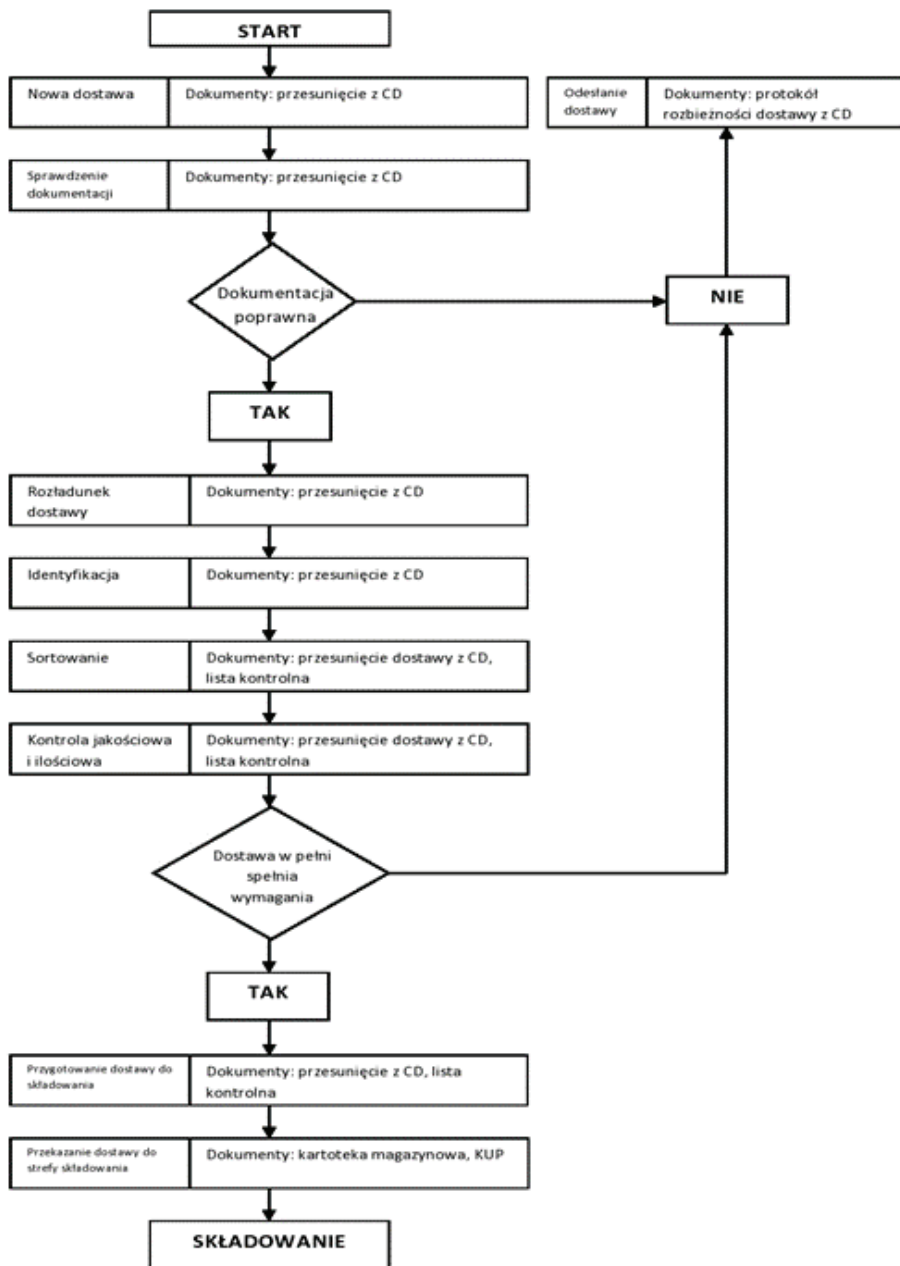 START
Nowa dostawa
Dokumenty: przesunięcie z CD
Odesłanie
dostawy
Dokumenty: protokół
rozbieżności dostawy z CD
Sprawdzenie
dokumentacji
Dokumenty: przesunięcie z CD
Dokumentacja
poprawna
NIE
TAK
Rozładunek
dostawy
Dokumenty: przesunięcie z CD
Identyfikacja
Dokumenty: przesunięcie z CD
Sortowanie
Dokumenty: przesunięcie dostawy z CD,
lista kontrolna
Kontrola jakościowa
i ilościowa
Dokumenty: przesunięcie dostawy z CD,
lista kontrolna
Dostawa w pełni
spełnia
wymagania
TAK
Przygotowanie dostawy do
składowania
Dokumenty: przesunięcie z CD, lista
kontrolna
Przekazanie dostawy do
strefy składowania
Dokumenty: kartoteka magazynowa, KUP
SKŁADOWANIE